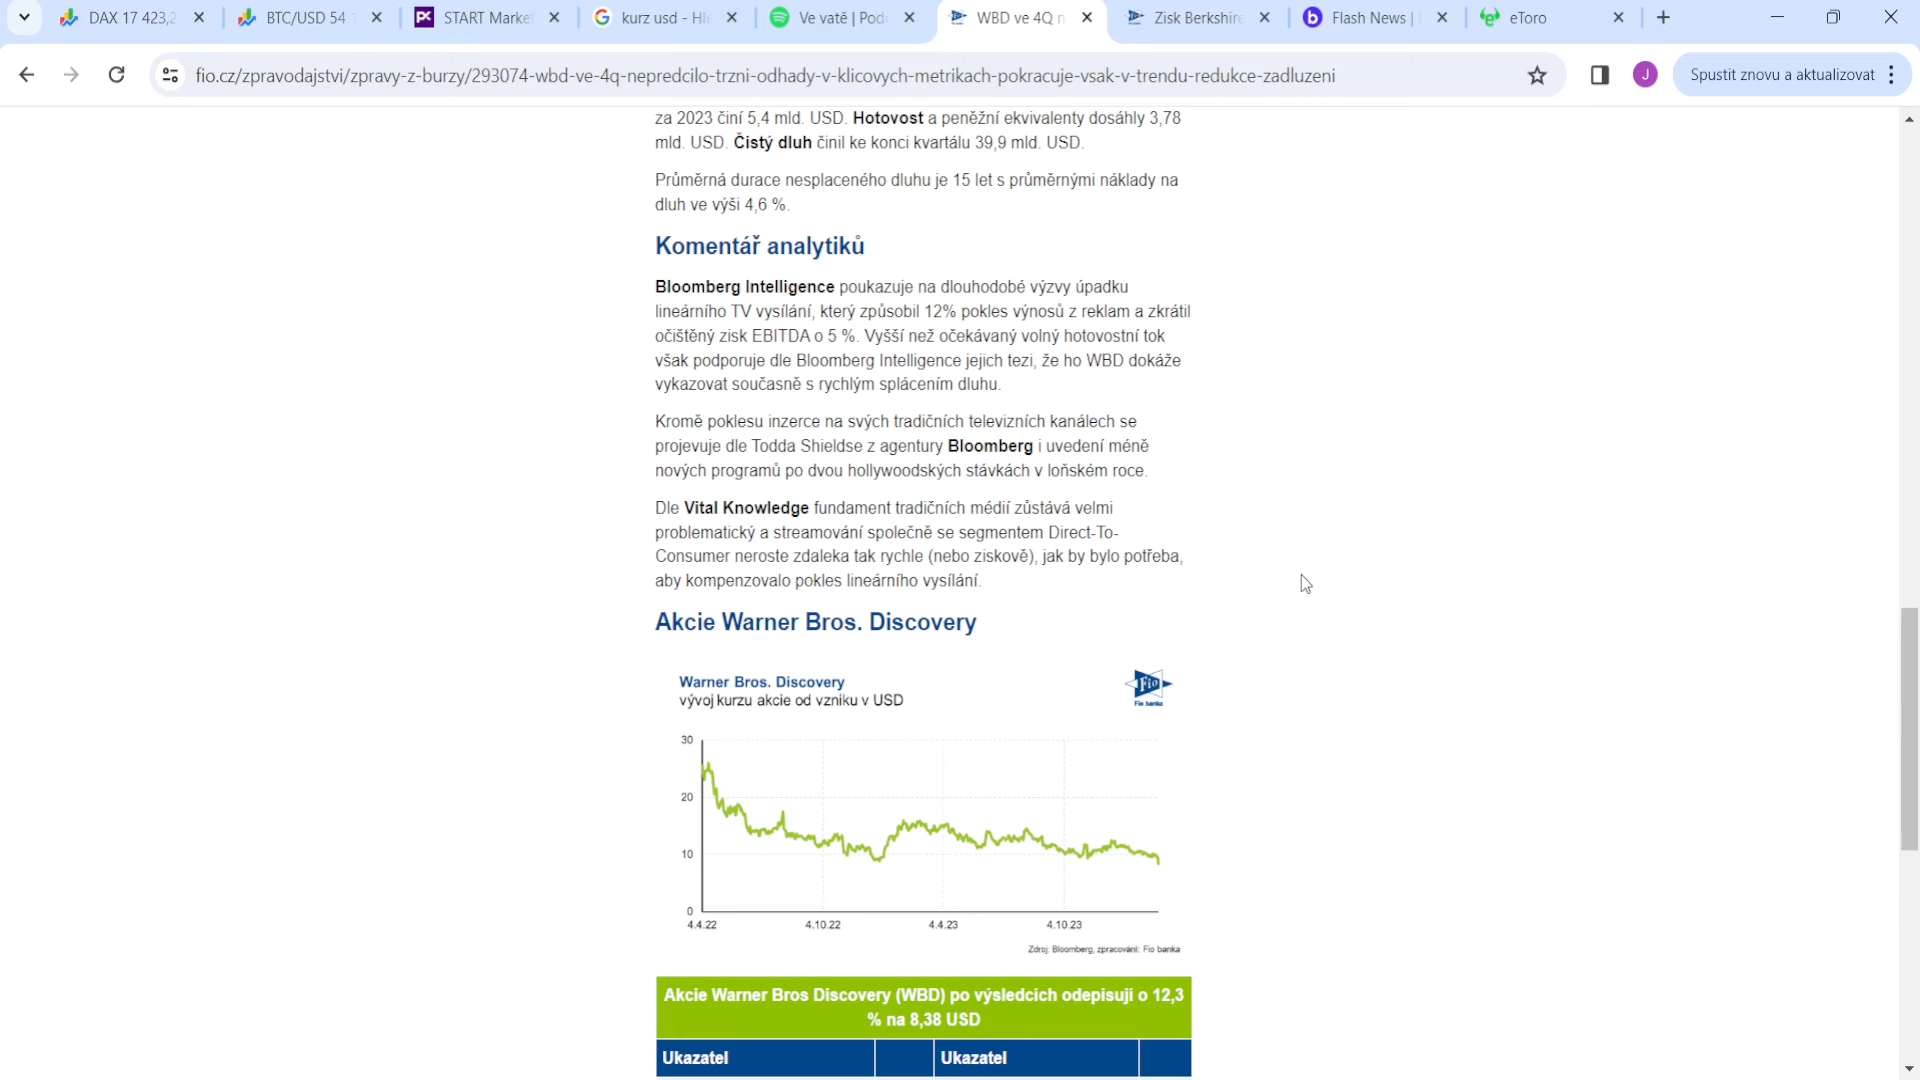 DAX 17 423,2
BTC/USD 54
START Marke
kurz usd - Hl
Ve vatě | Pod
WBD ve 4Q n
Zisk Berkshire
Flash News |
eToro
fio.cz/zpravodajstvi/zpravy-z-burzy/293074-wbd-ve-4q-nepredcilo-trzni-odhady-v-klicovych-metrikach-pokracuje-vsak-v-trendu-redukce-zadluzeni
J
Spustit znovu a aktualizovat
za 2023 činí 5,4 mld. USD. Hotovost a peněžní ekvivalenty dosáhly 3,78
mld. USD. Čistý dluh činil ke konci kvartálu 39,9 mld. USD.
Průměrná durace nesplaceného dluhu je 15 let s průměrnými náklady na
dluh ve výši 4,6 %.
Komentář analytiků
Bloomberg Intelligence poukazuje na dlouhodobé výzvy úpadku
lineárního TV vysílání, který způsobil 12% pokles výnosů z reklam a zkrátil
očištěný zisk EBITDA o 5 %. Vyšší než očekávaný volný hotovostní tok
však podporuje dle Bloomberg Intelligence jejich tezi, že ho WBD dokáže
vykazovat současně s rychlým splácením dluhu.
Kromě poklesu inzerce na svých tradičních televizních kanálech se
projevuje dle Todda Shieldse z agentury Bloomberg i uvedení méně
nových programů po dvou hollywoodských stávkách v loňském roce.
Dle Vital Knowledge fundament tradičních médií zůstává velmi
problematický a streamování společně se segmentem Direct-To-
Consumer neroste zdaleka tak rychle (nebo ziskově), jak by bylo potřeba,
aby kompenzovalo pokles lineárního vysílání.
Akcie Warner Bros. Discovery
Warner Bros. Discovery
vývoj kurzu akcie od vzniku v USD
Fio
Fio banka
30
20
10
0
4.4.22
4.10.22
4.4.23
4.10.23
Zdroj: Bloomberg, zpracování: Fio banka
Akcie Warner Bros Discovery (WBD) po výsledcích odepisují o 12,3
% na 8,38 USD
Ukazatel
Ukazatel